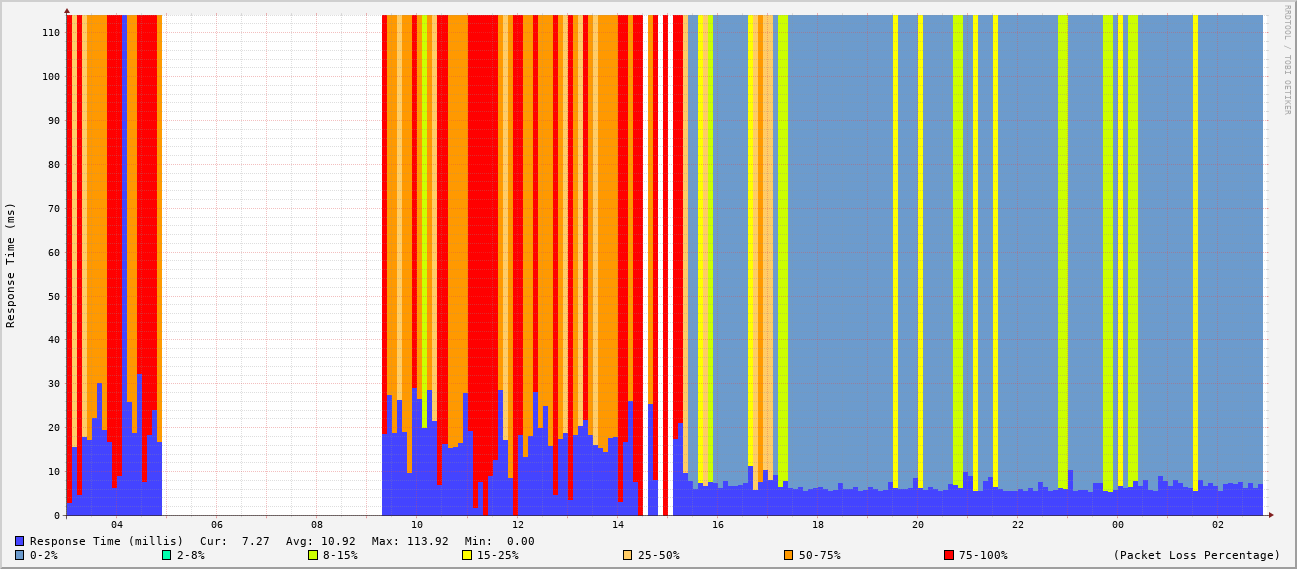 RRDTOOL / TOBI OETIKER
Response Time (ms)
110
100
90
80
70
60
50
40
30
20
10
0
04 06 08 10 12 14 16 18 20 22 00 02
Response Time (millis) Cur: 7.27 Avg: 10.92 Max: 113.92 Min: 0.00
0-2% 2-8% 8-15% 15-25% 25-50% 50-75% 75-100% (Packet Loss Percentage)